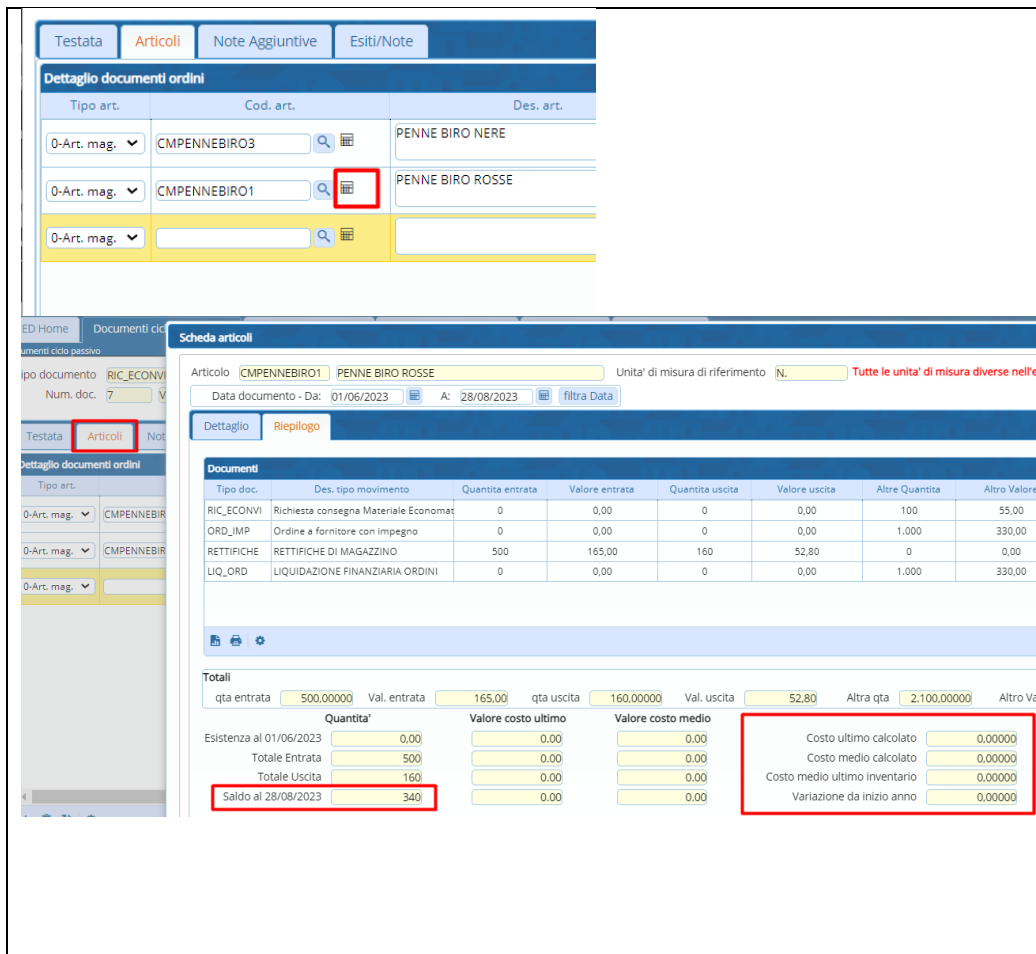 Testata Articoli Note Aggiuntive Esiti/Note
Dettaglio documenti ordini
Tipo art. Cod. art. Des. art.
0-Art. mag. CMPENNEBIRO3 PENNE BIRO NERE
0-Art. mag. CMPENNEBIRO1 PENNE BIRO ROSSE
0-Art. mag.
ED Home Documenti cic
Scheda articoli
umenti ciclo passivo
ipo documento RIC_ECONVI
Num. doc. 7 V
Testata Articoli Not
Dettaglio documenti ordini
Tipo art.
0-Art. mag. CMPENNEBIR
0-Art. mag. CMPENNEBIR
0-Art. mag.
Articolo CMPENNEBIRO1 PENNE BIRO ROSSE Unita' di misura di riferimento N. Tutte le unita' di misura diverse nell'e
Data documento - Da: 01/06/2023 A: 28/08/2023 filtra Data
Dettaglio Riepilogo
Documenti
Tipo doc. Des. tipo movimento Quantita entrata Valore entrata Quantita uscita Valore uscita Altre Quantita Altro Valore
RIC_ECONVI Richiesta consegna Materiale Economat 0 0,00 0 0,00 100 55,00
ORD_IMP Ordine a fornitore con impegno 0 0,00 0 0,00 1.000 330,00
RETTIFICHE RETTIFICHE DI MAGAZZINO 500 165,00 160 52,80 0 0,00
LIQ_ORD LIQUIDAZIONE FINANZIARIA ORDINI 0 0,00 0 0,00 1.000 330,00
Totali
qta entrata 500,00000 Val. entrata 165,00 qta uscita 160,00000 Val. uscita 52,80 Altra qta 2.100,00000 Altro Va
Quantita' Valore costo ultimo Valore costo medio
Esistenza al 01/06/2023 0,00 0.00 0.00 Costo ultimo calcolato 0,00000
Totale Entrata 500 0.00 0.00 Costo medio calcolato 0,00000
Totale Uscita 160 0.00 0.00 Costo medio ultimo inventario 0,00000
Saldo al 28/08/2023 340 0.00 0.00 Variazione da inizio anno 0,00000